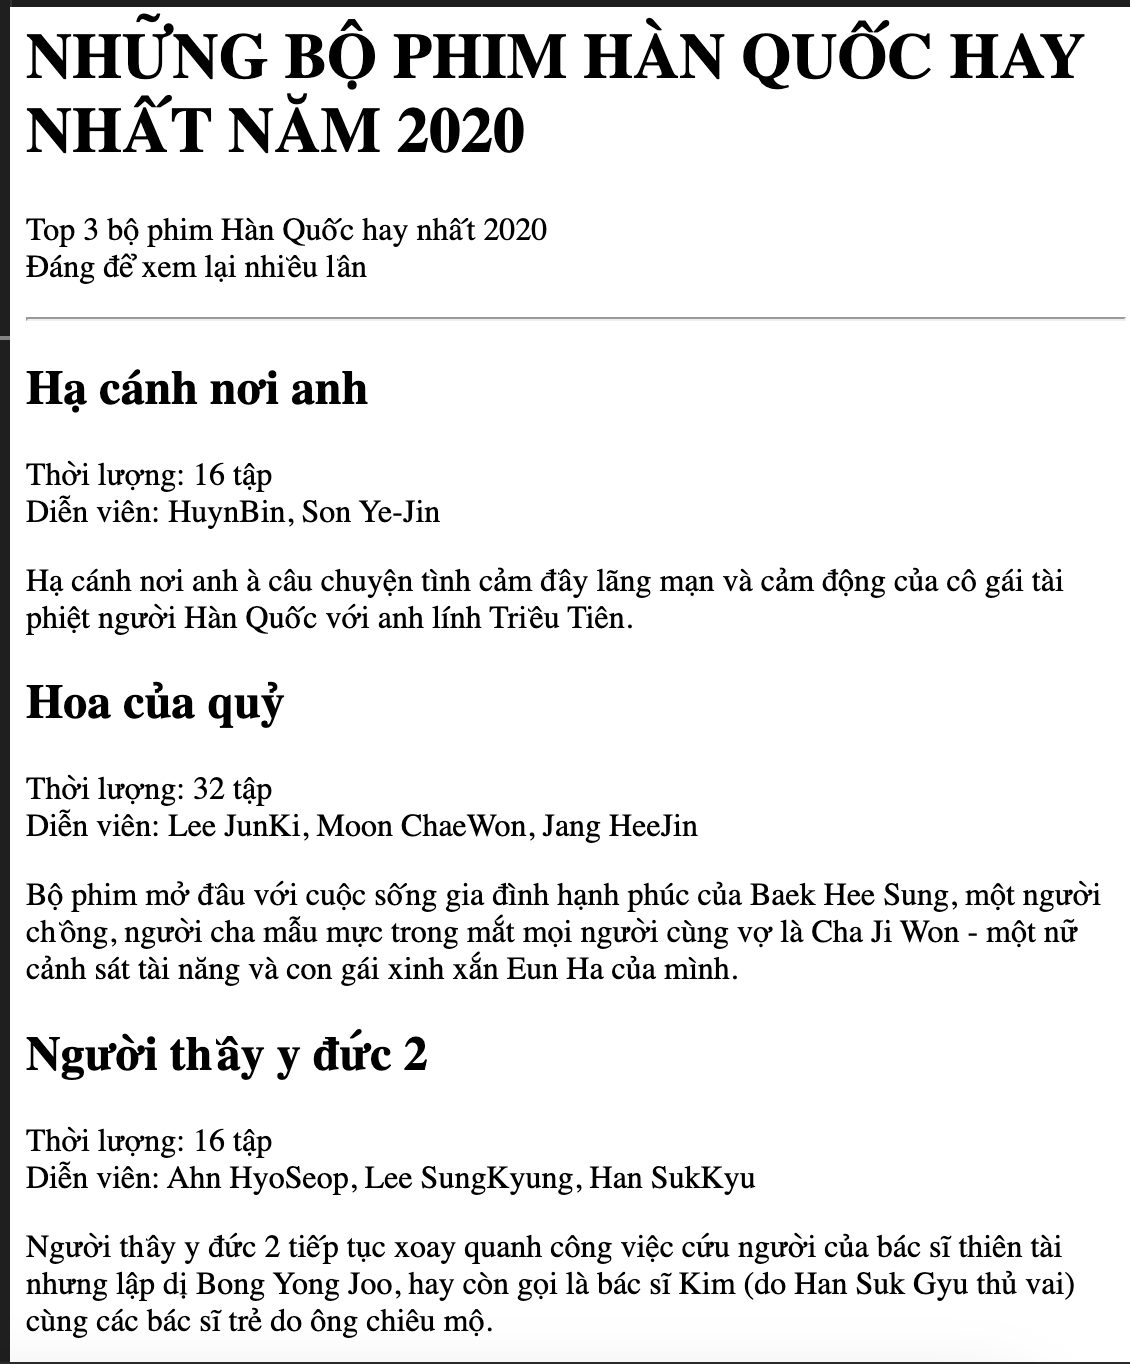 NHỮNG BỘ PHIM HÀN QUỐC HAY
NHẤT NĂM 2020
Top 3 bộ phim Hàn Quốc hay nhất 2020
Đáng để xem lại nhiều lần
Hạ cánh nơi anh
Thời lượng: 16 tập
Diễn viên: HuynBin, Son Ye-Jin
Hạ cánh nơi anh à câu chuyện tình cảm đầy lãng mạn và cảm động của cô gái tài
phiệt người Hàn Quốc với anh lính Triều Tiên.
Hoa của quỷ
Thời lượng: 32 tập
Diễn viên: Lee JunKi, Moon ChaeWon, Jang HeeJin
Bộ phim mở đầu với cuộc sống gia đình hạnh phúc của Baek Hee Sung, một người
chồng, người cha mẫu mực trong mắt mọi người cùng vợ là Cha Ji Won - một nữ
cảnh sát tài năng và con gái xinh xắn Eun Ha của mình.
Người thầy y đức 2
Thời lượng: 16 tập
Diễn viên: Ahn HyoSeop, Lee SungKyung, Han SukKyu
Người thầy y đức 2 tiếp tục xoay quanh công việc cứu người của bác sĩ thiên tài
nhưng lập dị Bong Yong Joo, hay còn gọi là bác sĩ Kim (do Han Suk Gyu thủ vai)
cùng các bác sĩ trẻ do ông chiêu mộ.